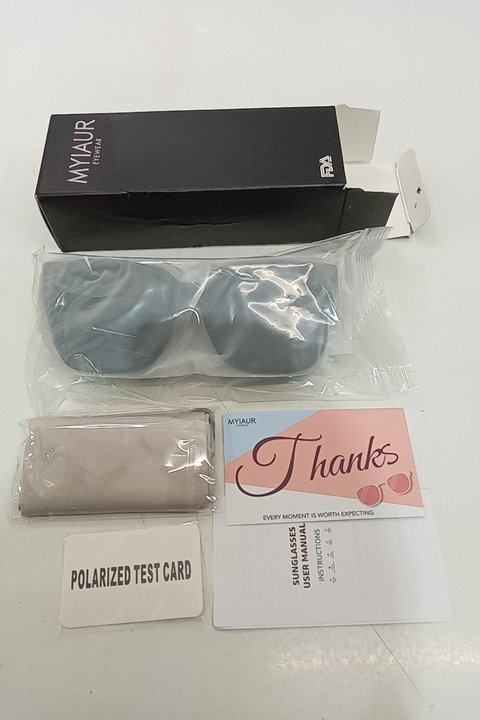 MYIAUR
EYEWEAR
FDA
MYIAUR
Thanks
EVERY MOMENT IS WORTH EXPECTING
POLARIZED TEST CARD
SUNGLASSES
USER MANUAL
INSTRUCTIONS